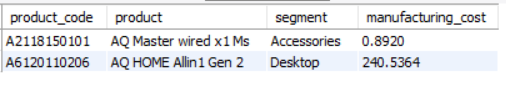 product_code product segment manufacturing_cost
A2118150101 AQ Master wired x1 Ms Accessories 0.8920
A6120110206 AQ HOME Allin1 Gen 2 Desktop 240.5364